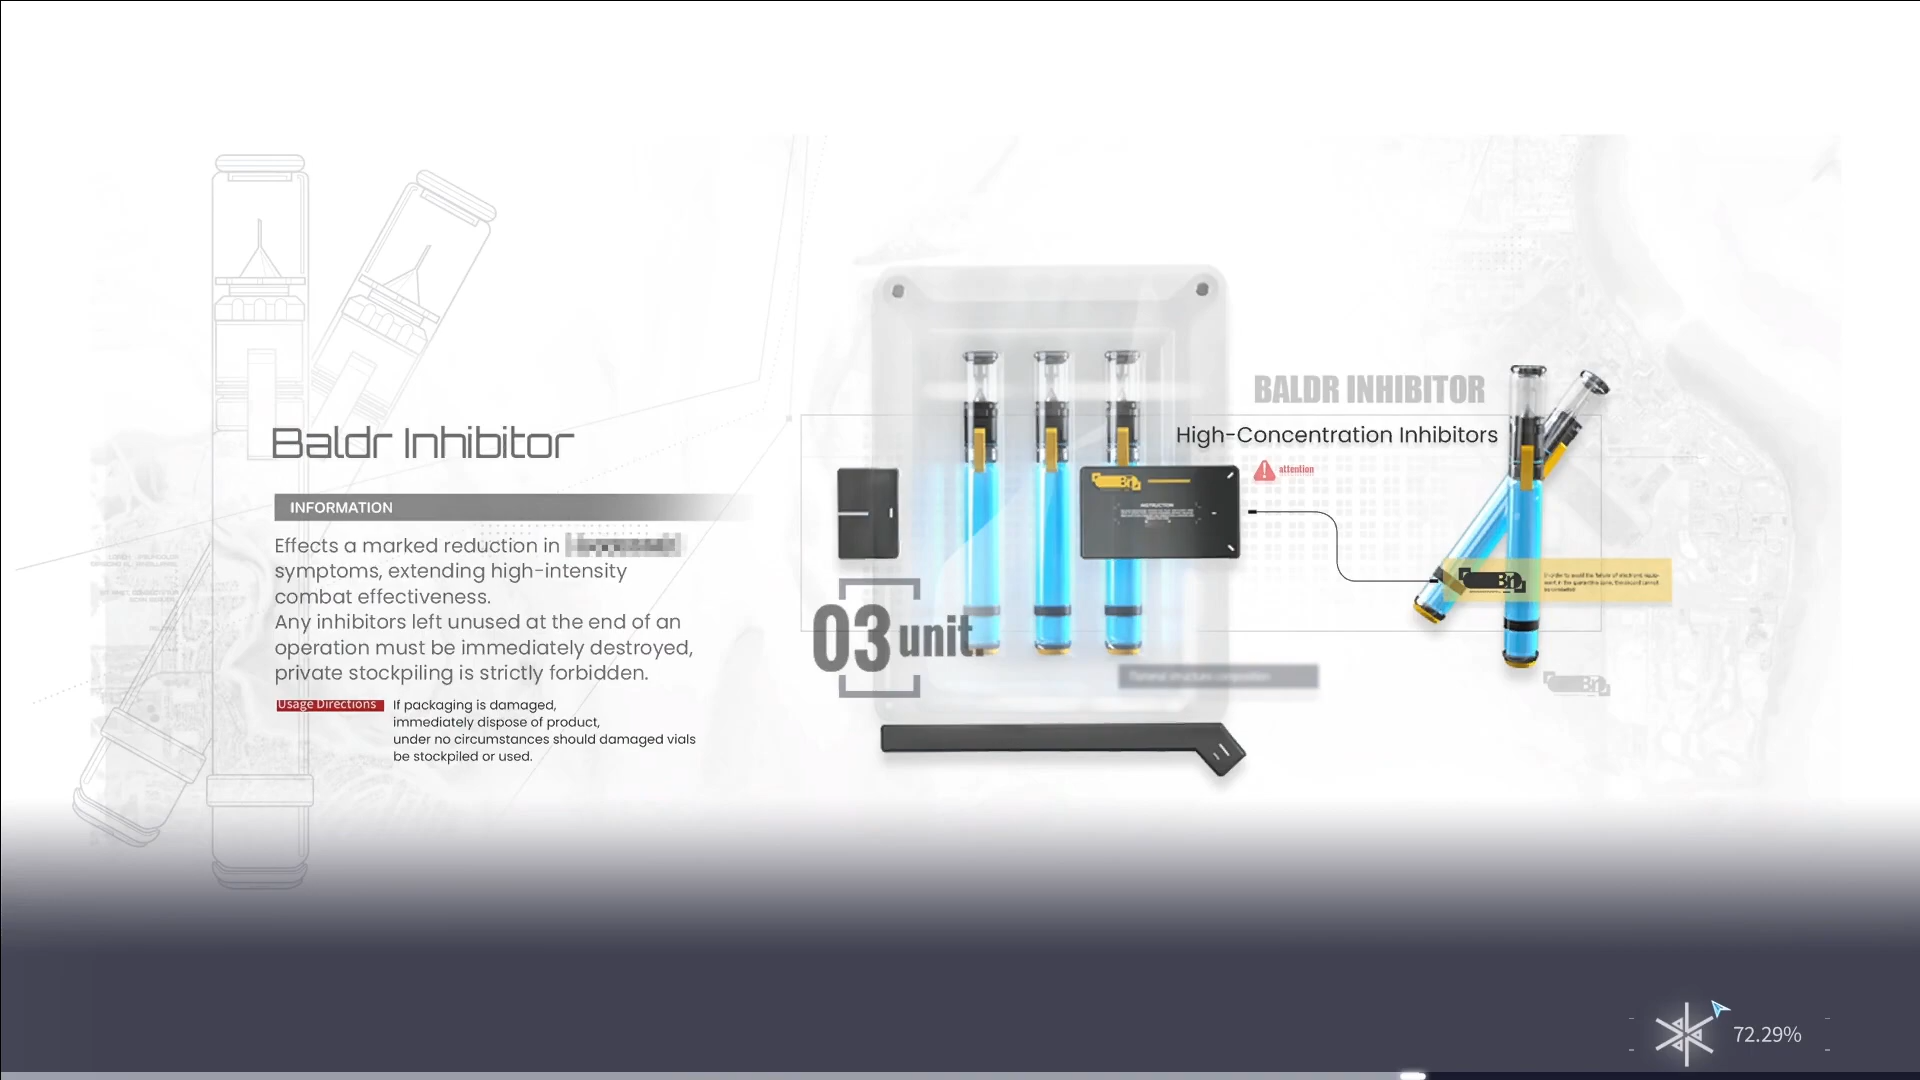 Baldr Inhibitor
INFORMATION
Effects a marked reduction in
symptoms, extending high-intensity
combat effectiveness.
Any inhibitors left unused at the end of an
operation must be immediately destroyed,
private stockpiling is strictly forbidden.
Usage Directions
If packaging is damaged,
immediately dispose of product,
under no circumstances should damaged vials
be stockpiled or used.
03 unit.
BALDR INHIBITOR
High-Concentration Inhibitors
attention
INSTRUCTION
Br
Br
72.29%